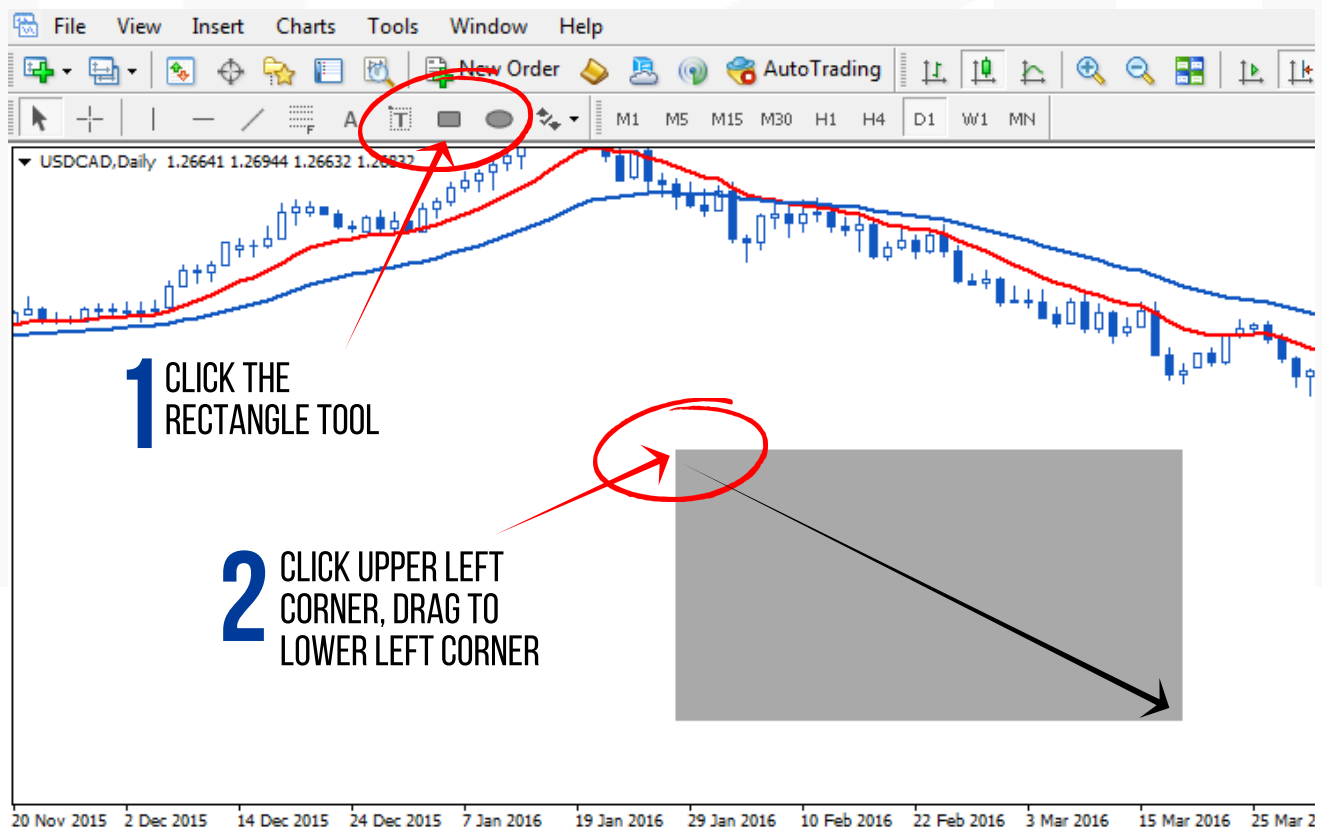 File View Insert Charts Tools Window Help
New Order AutoTrading
A T M1 M5 M15 M30 H1 H4 D1 W1 MN
F
USDCAD,Daily 1.26641 1.26944 1.26632 1.26832
1 CLICK THE
RECTANGLE TOOL
2 CLICK UPPER LEFT
CORNER, DRAG TO
LOWER LEFT CORNER
20 Nov 2015 2 Dec 2015 14 Dec 2015 24 Dec 2015 7 Jan 2016 19 Jan 2016 29 Jan 2016 10 Feb 2016 22 Feb 2016 3 Mar 2016 15 Mar 2016 25 Mar 2